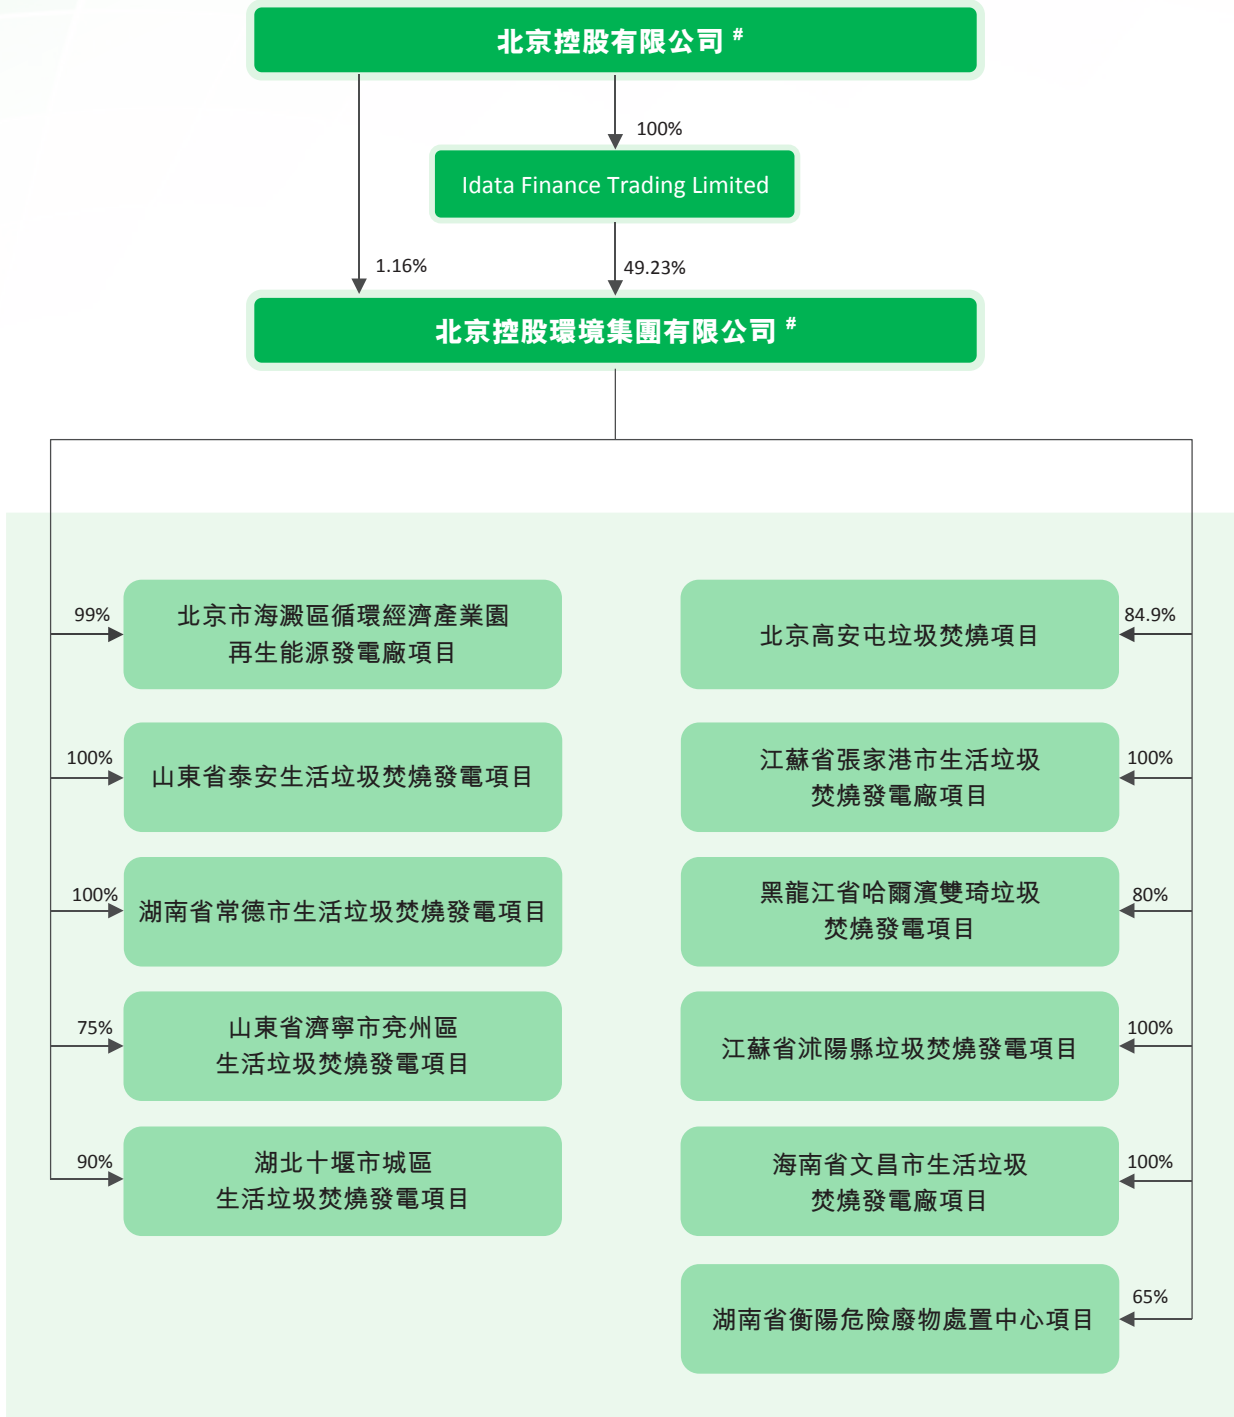 北京控股有限公司 #
100%
Idata Finance Trading Limited
1.16%
49.23%
北京控股環境集團有限公司 #
99%
北京市海澱區循環經濟產業園
再生能源發電廠項目
北京高安屯垃圾焚燒項目
84.9%
100%
山東省泰安生活垃圾焚燒發電項目
江蘇省張家港市生活垃圾
焚燒發電廠項目
100%
100%
湖南省常德市生活垃圾焚燒發電項目
黑龍江省哈爾濱雙琦垃圾
焚燒發電項目
80%
75%
山東省濟寧市兗州區
生活垃圾焚燒發電項目
江蘇省沭陽縣垃圾焚燒發電項目
100%
90%
湖北十堰市城區
生活垃圾焚燒發電項目
海南省文昌市生活垃圾
焚燒發電廠項目
100%
湖南省衡陽危險廢物處置中心項目
65%